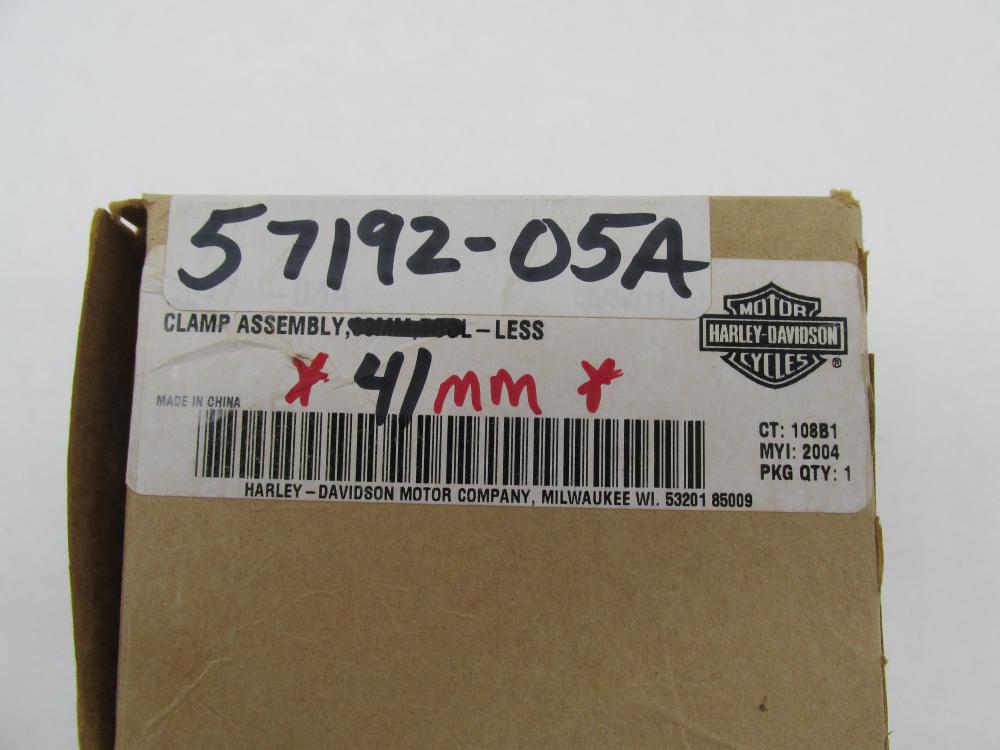 57192-05A
CLAMP ASSEMBLY, L-LESS
* 41mm *
MADE IN CHINA
MOTOR
HARLEY-DAVIDSON
CYCLES
®
CT: 108B1
MYI: 2004
PKG QTY: 1
HARLEY-DAVIDSON MOTOR COMPANY, MILWAUKEE WI. 53201 85009